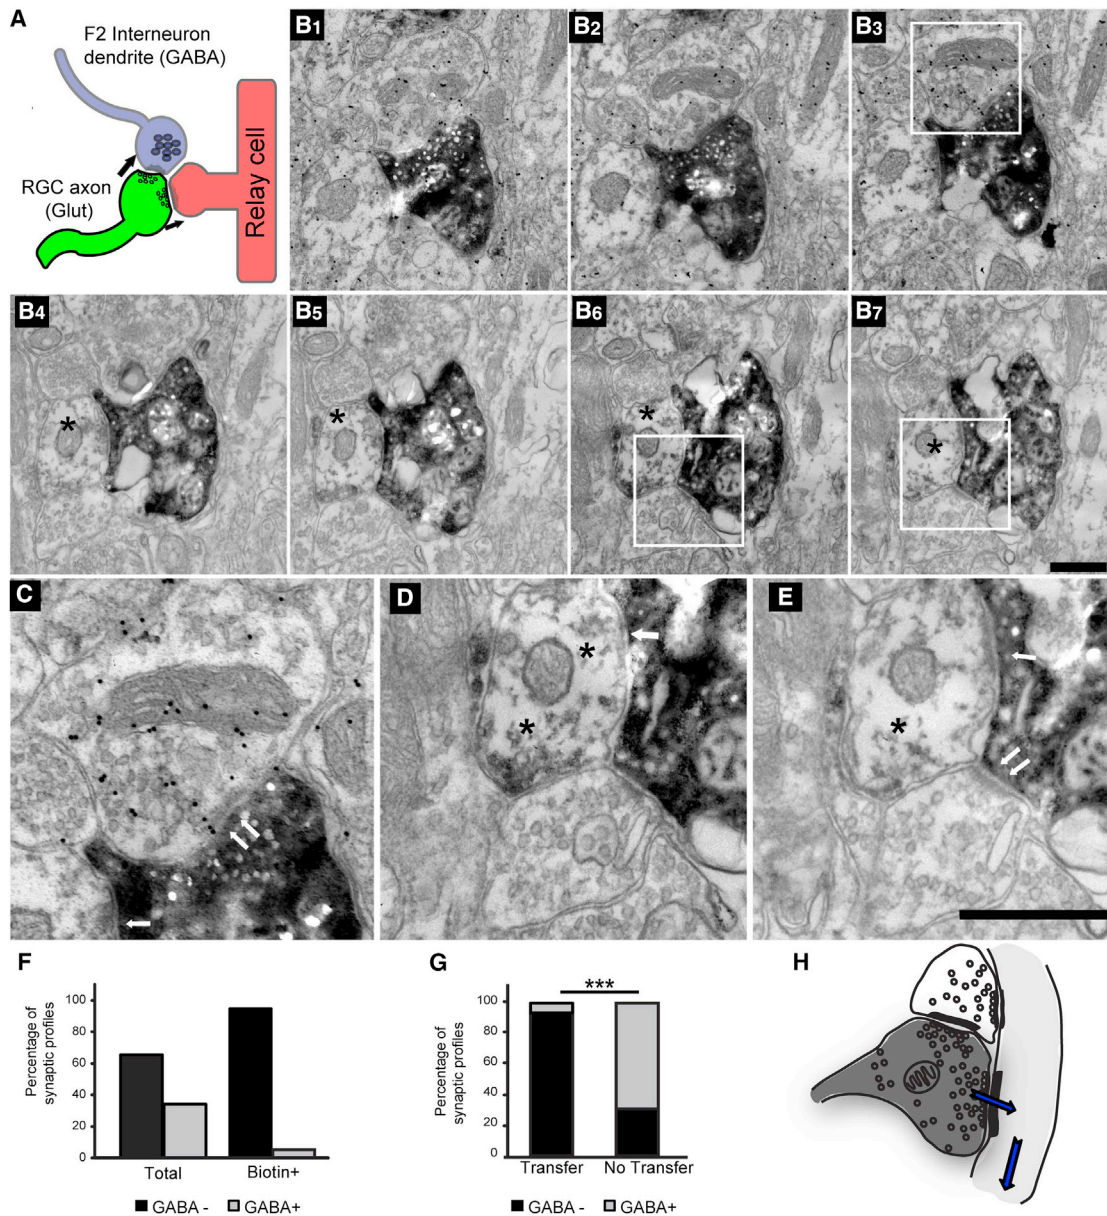 A
F2 Interneuron
dendrite (GABA)
RGC axon
(Glut)
Relay cell
B1
B2
B3
B4
*
B5
*
B6
*
B7
*
C
D
*
*
E
*
F
Percentage of
synaptic profiles
100
80
60
40
20
0
Total
Biotin+
GABA -
GABA+
G
***
Percentage of
synaptic profiles
100
80
60
40
20
0
Transfer
No Transfer
GABA -
GABA+
H